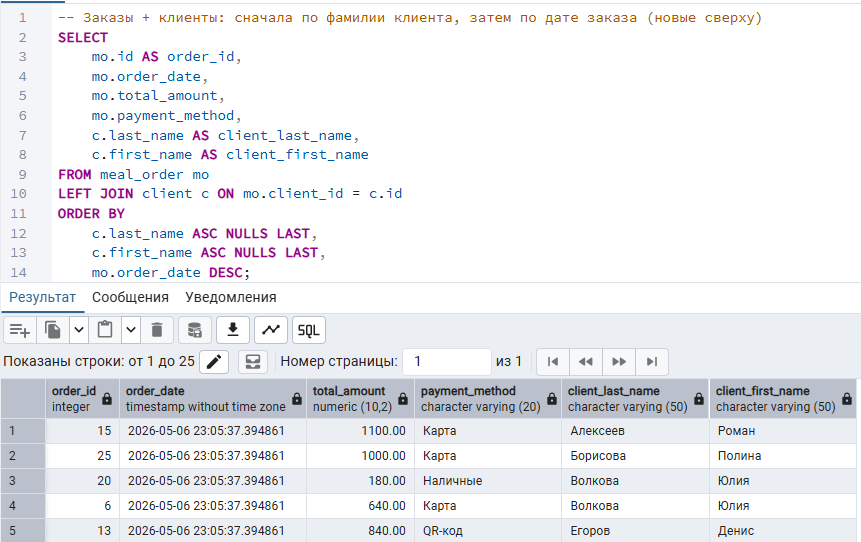 1 -- Заказы + клиенты: сначала по фамилии клиента, затем по дате заказа (новые сверху)
2 SELECT
3 mo.id AS order_id,
4 mo.order_date,
5 mo.total_amount,
6 mo.payment_method,
7 c.last_name AS client_last_name,
8 c.first_name AS client_first_name
9 FROM meal_order mo
10 LEFT JOIN client c ON mo.client_id = c.id
11 ORDER BY
12 c.last_name ASC NULLS LAST,
13 c.first_name ASC NULLS LAST,
14 mo.order_date DESC;
Результат Сообщения Уведомления
SQL
Показаны строки: от 1 до 25 Номер страницы: 1 из 1
order_id order_date total_amount payment_method client_last_name client_first_name
integer timestamp without time zone numeric (10,2) character varying (20) character varying (50) character varying (50)
1 15 2026-05-06 23:05:37.394861 1100.00 Карта Алексеев Роман
2 25 2026-05-06 23:05:37.394861 1000.00 Карта Борисова Полина
3 20 2026-05-06 23:05:37.394861 180.00 Наличные Волкова Юлия
4 6 2026-05-06 23:05:37.394861 640.00 Карта Волкова Юлия
5 13 2026-05-06 23:05:37.394861 840.00 QR-код Егоров Денис